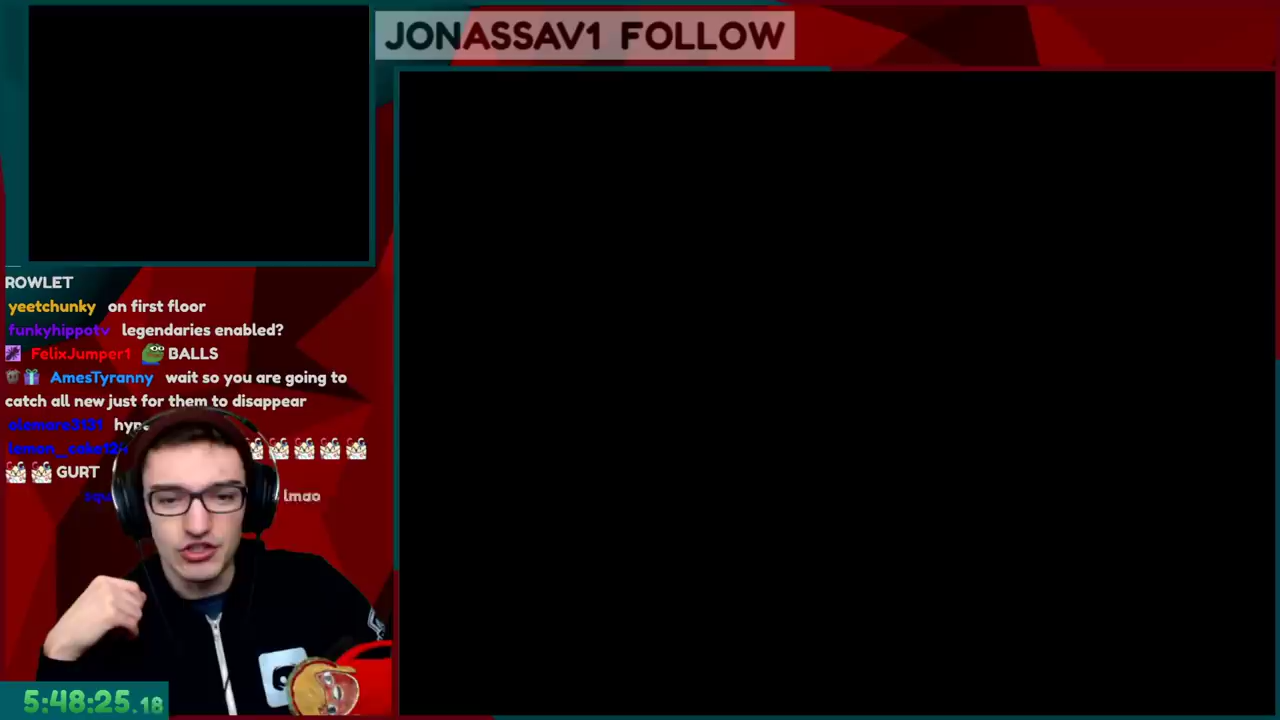 JONASSAV1 FOLLOW
ROWLET
yeetchunky on first floor
funkyhippotv legendaries enabled?
FelixJumper1 BALLS
AmesTyranny wait so you are going to
catch all new just for them to disappear
olemarc3131
GURT
lmao
5:48:25.18